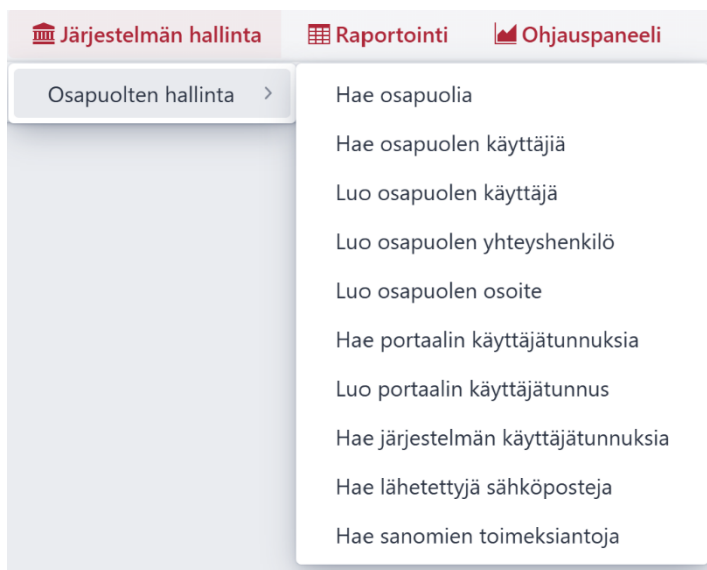 Järjestelmän hallinta Raportointi Ohjauspaneeli
Osapuolten hallinta
Hae osapuolia
Hae osapuolen käyttäjiä
Luo osapuolen käyttäjä
Luo osapuolen yhteyshenkilö
Luo osapuolen osoite
Hae portaalin käyttäjätunnuksia
Luo portaalin käyttäjätunnus
Hae järjestelmän käyttäjätunnuksia
Hae lähetettyjä sähköposteja
Hae sanomien toimeksiantoja